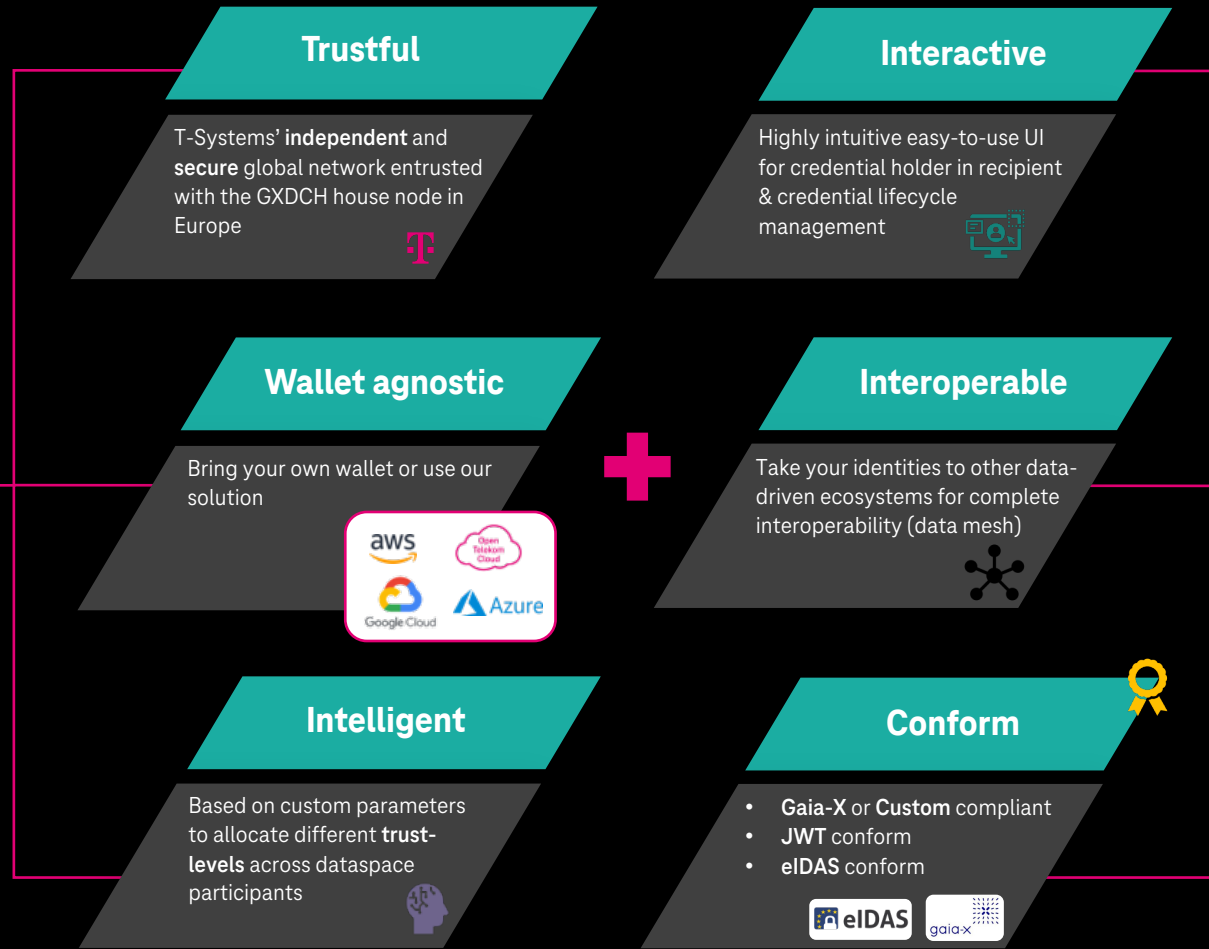 Trustful
T-Systems' independent and
secure global network entrusted
with the GXDCH house node in
Europe
T
Interactive
Highly intuitive easy-to-use UI
for credential holder in recipient
& credential lifecycle
management
Wallet agnostic
Bring your own wallet or use our
solution
aws
Open
Telekom
Cloud
Google Cloud
Azure
Interoperable
Take your identities to other data-
driven ecosystems for complete
interoperability (data mesh)
Intelligent
Based on custom parameters
to allocate different trust-
levels across dataspace
participants
Conform
• Gaia-X or Custom compliant
• JWT conform
• eIDAS conform
eIDAS
gaia-x